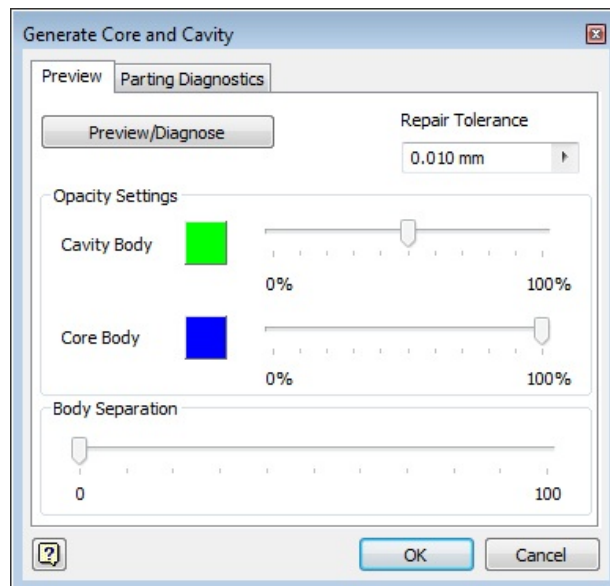 Generate Core and Cavity
Preview
Parting Diagnostics
Preview/Diagnose
Repair Tolerance
0.010 mm
Opacity Settings
Cavity Body
0%
100%
Core Body
0%
100%
Body Separation
0
100
?
OK
Cancel